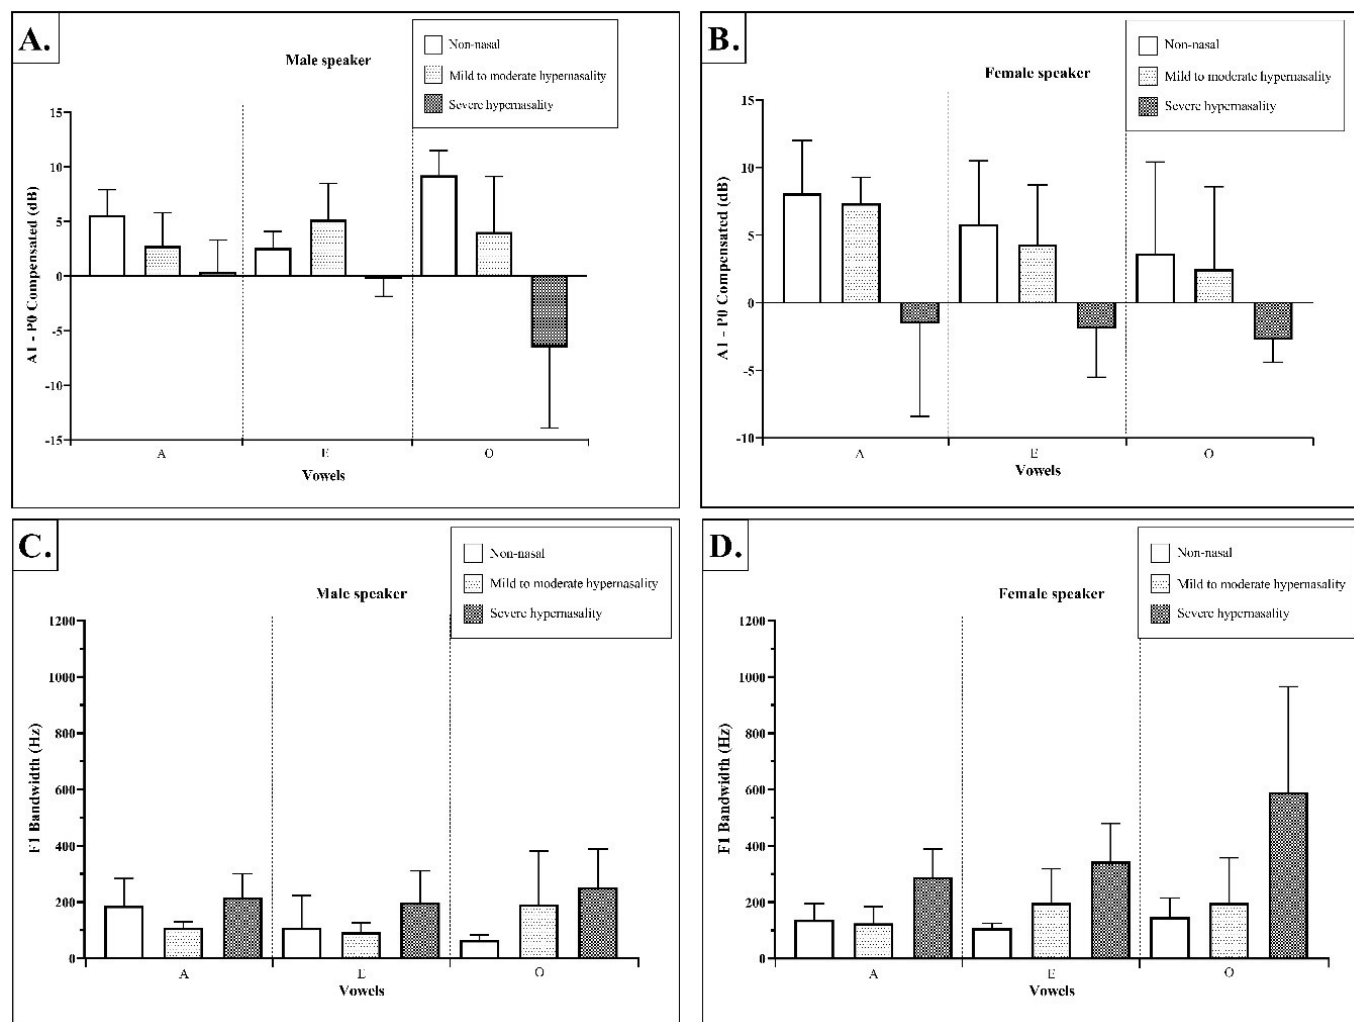 A.
Non-nasal
Mild to moderate hypernasality
Severe hypernasality
Male speaker
A1 - P0 Compensated (dB)
15
10
5
0
-5
-10
-15
A
E
O
Vowels
B.
Non-nasal
Mild to moderate hypernasality
Severe hypernasality
Female speaker
A1 - P0 Compensated (dB)
15
10
5
0
-5
-10
A
E
O
Vowels
C.
Non-nasal
Mild to moderate hypernasality
Severe hypernasality
Male speaker
F1 Bandwidth (Hz)
1200
1000
800
600
400
200
0
A
E
O
Vowels
D.
Non-nasal
Mild to moderate hypernasality
Severe hypernasality
Female speaker
F1 Bandwidth (Hz)
1200
1000
800
600
400
200
0
A
E
O
Vowels